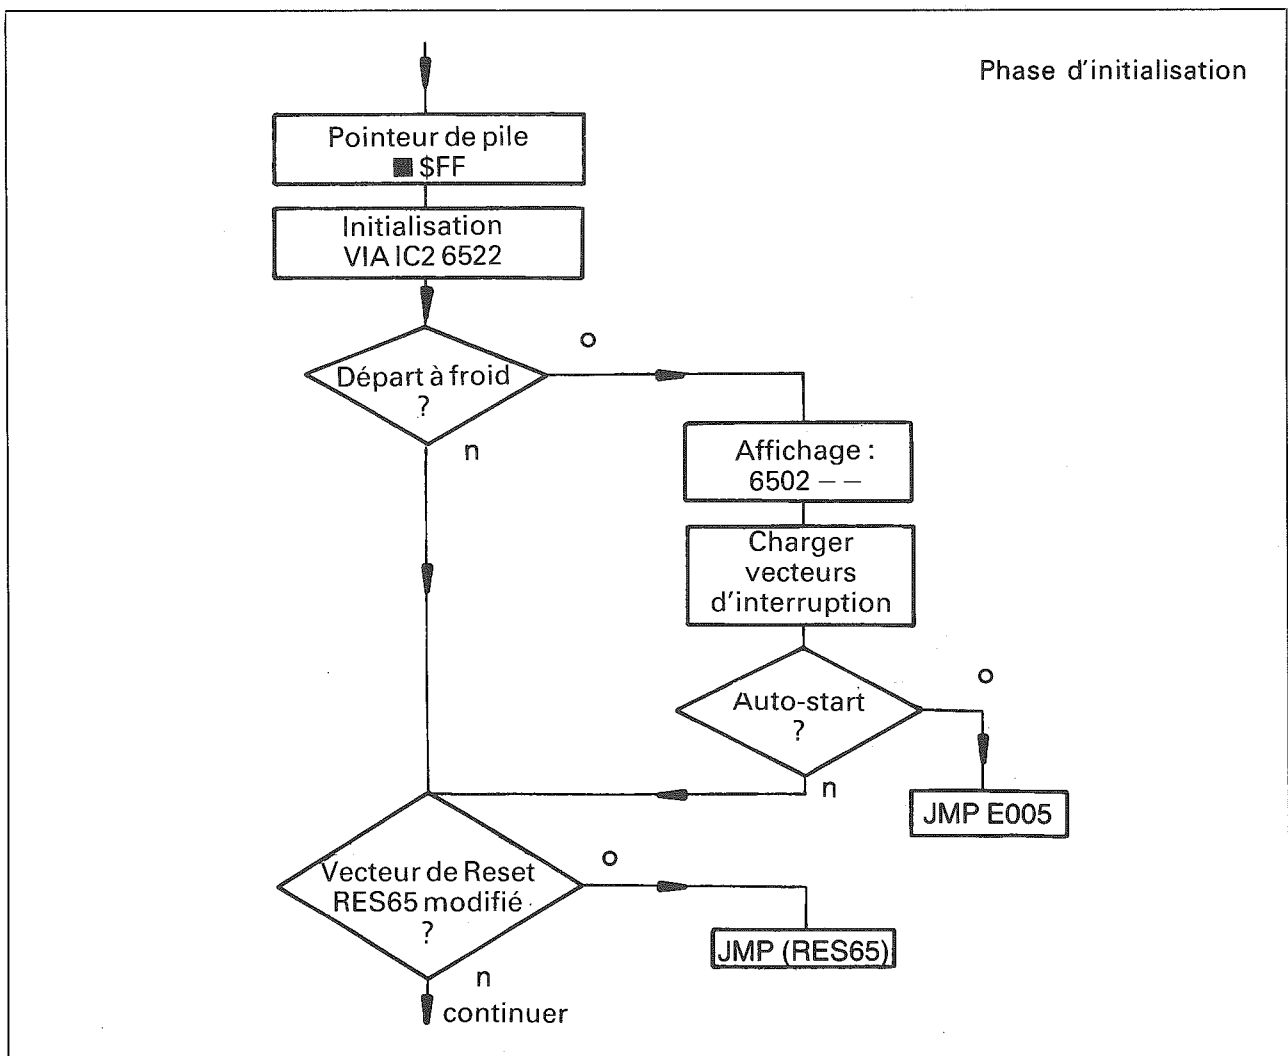 Phase d'initialisation
Pointeur de pile
■ $FF
Initialisation
VIA IC2 6522
Départ à froid
?
o
n
Affichage :
6502 – –
Charger
vecteurs
d'interruption
Auto-start
?
o
n
JMP E005
Vecteur de Reset
RES65 modifié
?
o
n
JMP (RES65)
continuer